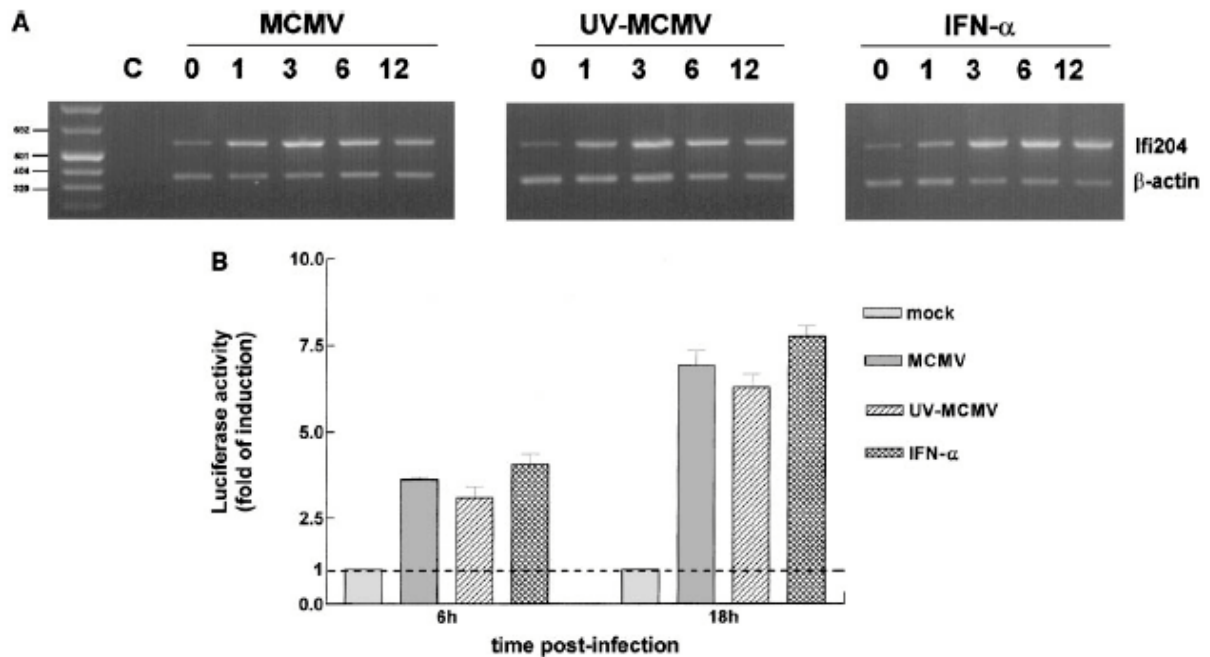 A
MCMV
UV-MCMV
IFN-α
C 0 1 3 6 12
0 1 3 6 12
0 1 3 6 12
501
404
Ifi204
β-actin
B
10.0
7.5
5.0
2.5
1
0.0
Luciferase activity
(fold of induction)
6h
18h
time post-infection
mock
MCMV
UV-MCMV
IFN-α